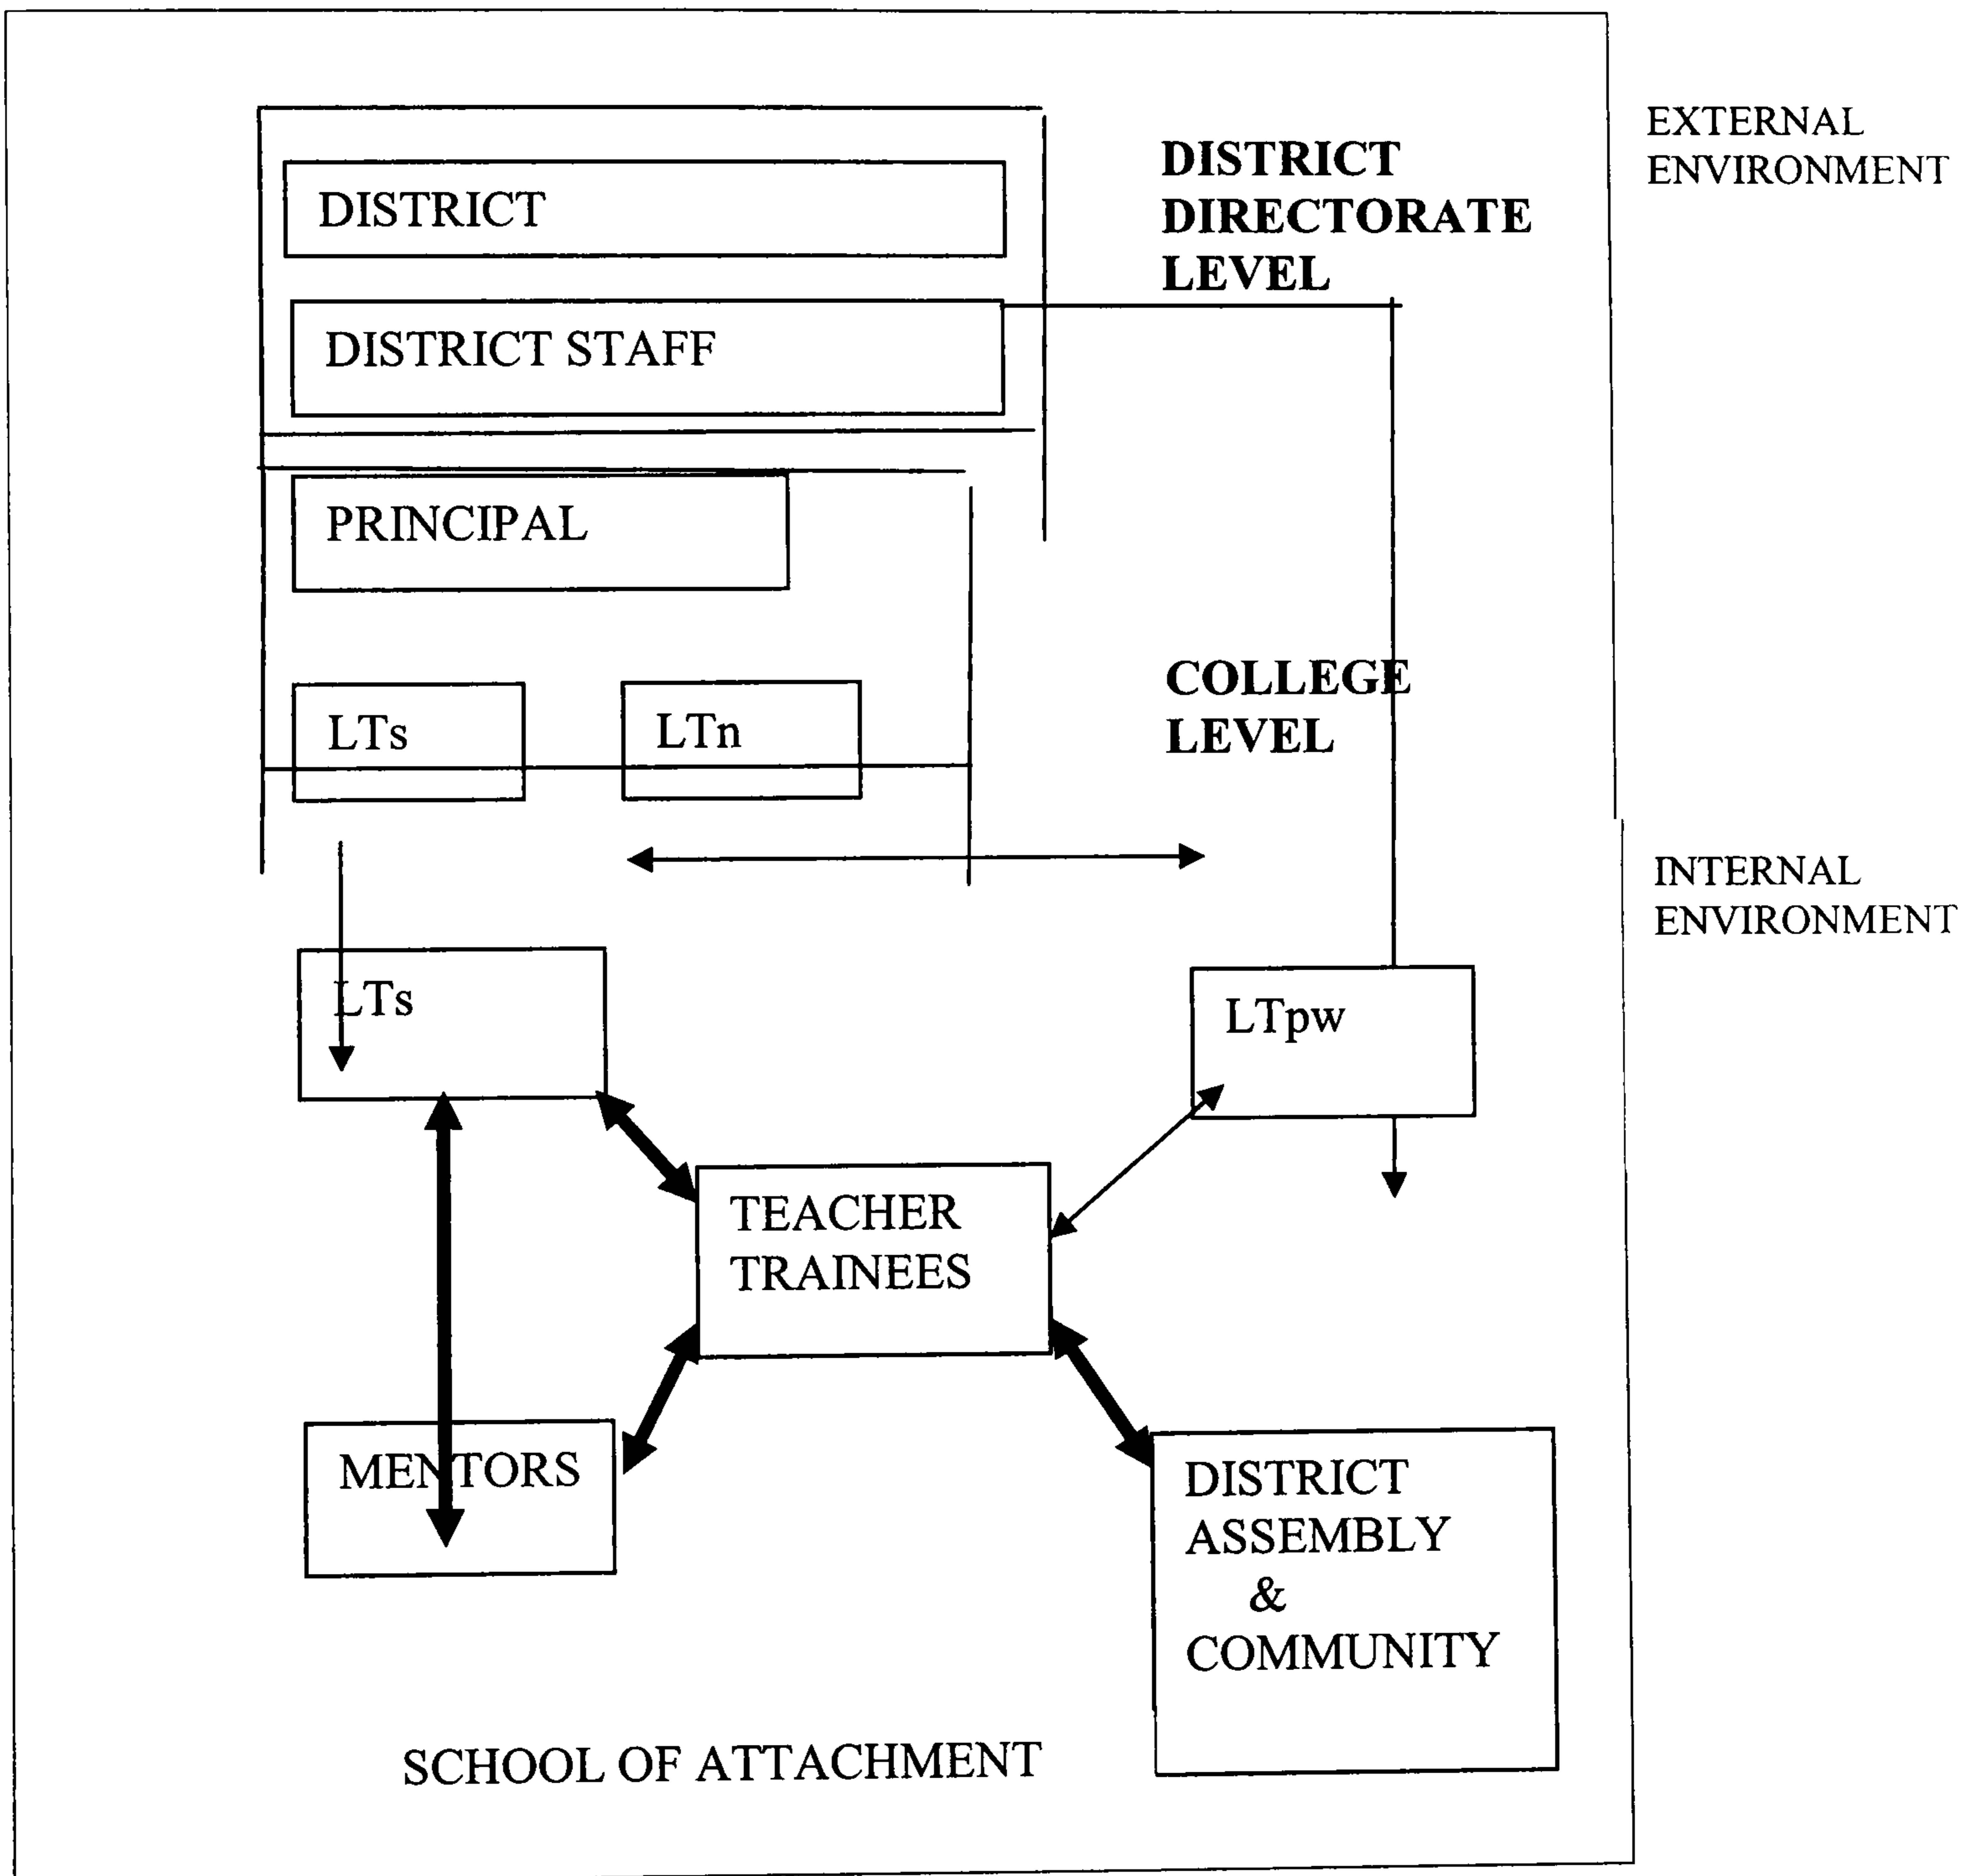 EXTERNAL
ENVIRONMENT
DISTRICT
DIRECTORATE
LEVEL
DISTRICT
DISTRICT STAFF
PRINCIPAL
COLLEGE
LEVEL
LTs
LTn
INTERNAL
ENVIRONMENT
LTs
LTpw
TEACHER
TRAINEES
MENTORS
DISTRICT
ASSEMBLY
&
COMMUNITY
SCHOOL OF ATTACHMENT